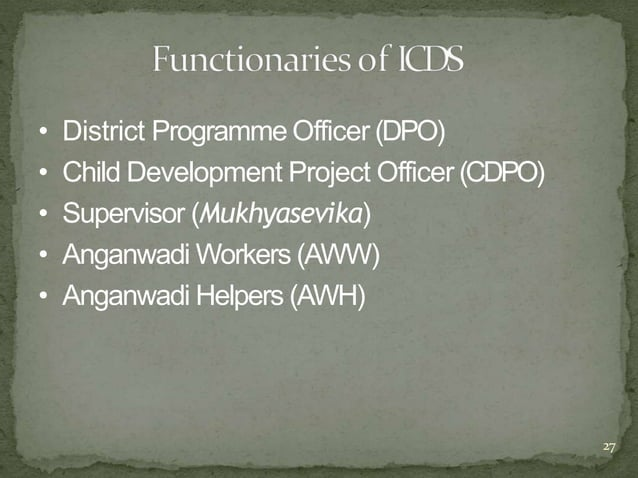 Functionaries of ICDS
• District Programme Officer (DPO)
• Child Development Project Officer (CDPO)
• Supervisor (Mukhyasevika)
• Anganwadi Workers (AWW)
• Anganwadi Helpers (AWH)
27